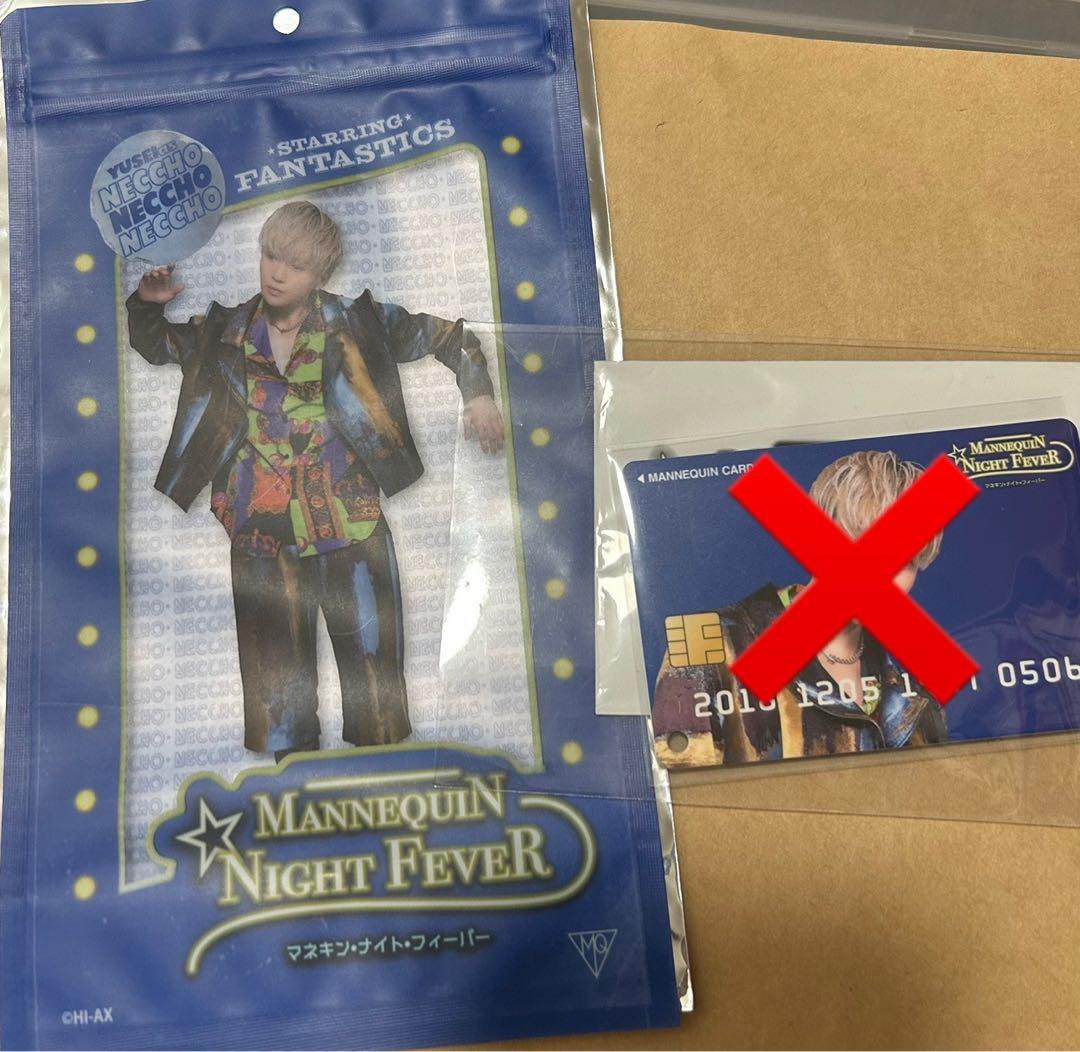 YUSEI as
NECCHO
NECCHO
NECCHO
★STARRING★
FANTASTICS
MANNEQUIN
NIGHT FEVER
マネキン・ナイト・フィーバー
MQ
©HI-AX
MANNEQUIN CARD
MANNEQUIN
NIGHT FEVER
マネキン・ナイト・フィーバー
1205 0506